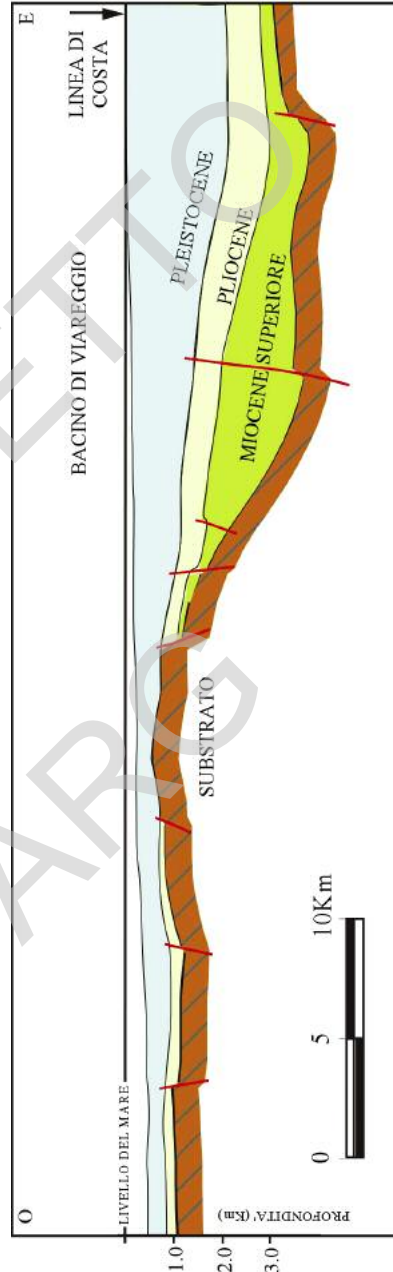 O
E
BACINO DI VIAREGGIO
LINEA DI
COSTA
LIVELLO DEL MARE
PLEISTOCENE
PLIOCENE
MIOCENE SUPERIORE
SUBSTRATO
1.0
2.0
3.0
PROFONDITA' (Km)
0 5 10Km